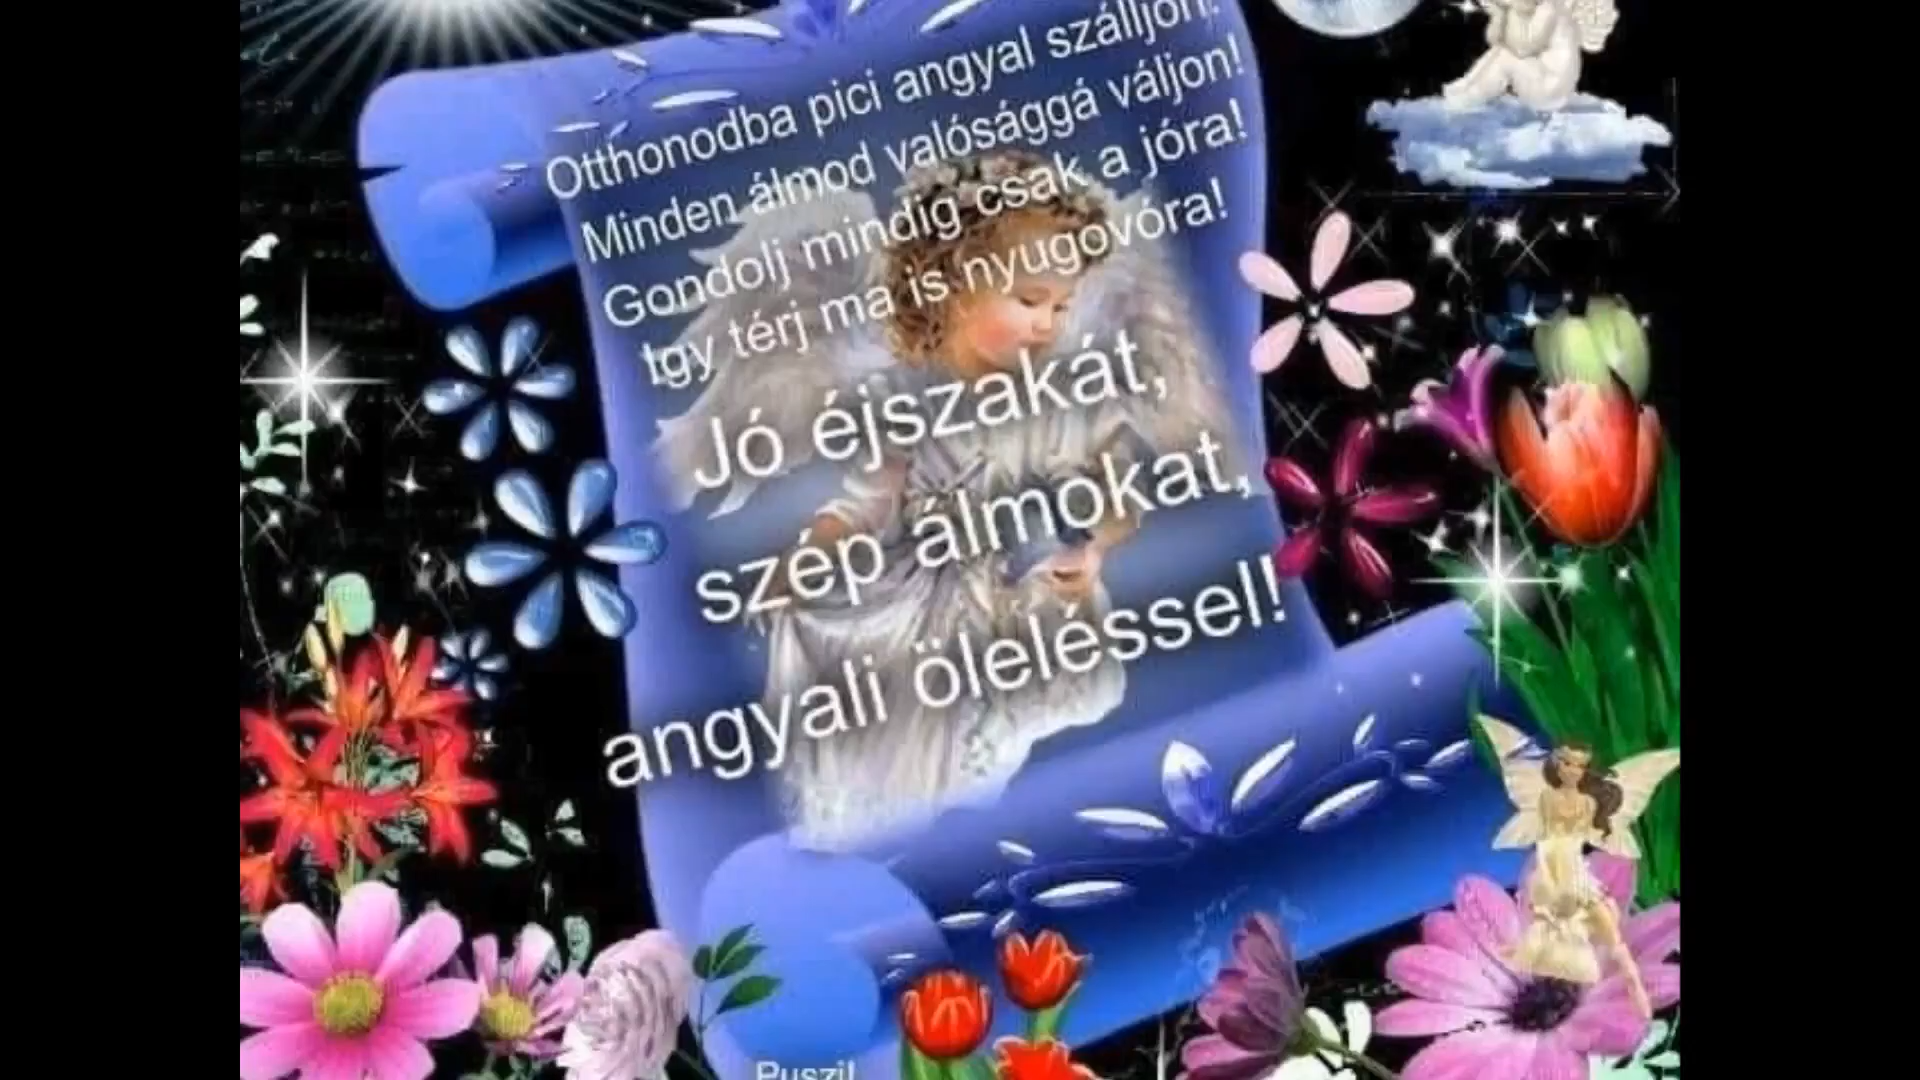 Otthonodba pici angyal szálljon!
Minden álmod valósággá váljon!
Gondolj mindig csak a jóra!
Így térj ma is nyugovóra!
Jó éjszakát,
szép álmokat,
angyali öleléssel!
Puszi!